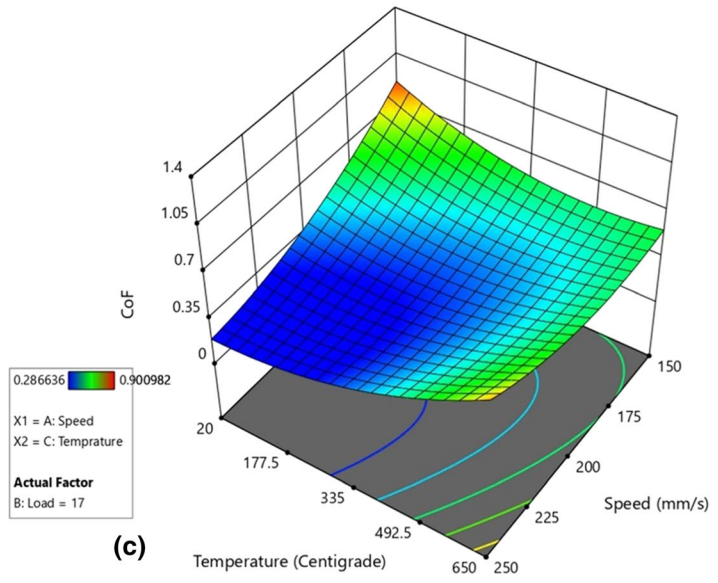 1.4
1.05
0.7
0.35
0
CoF
0.286636 0.900982
X1 = A: Speed
X2 = C: Temprature
Actual Factor
B: Load = 17
20
177.5
335
492.5
650
250
225
200
175
150
Temperature (Centigrade)
Speed (mm/s)
(c)